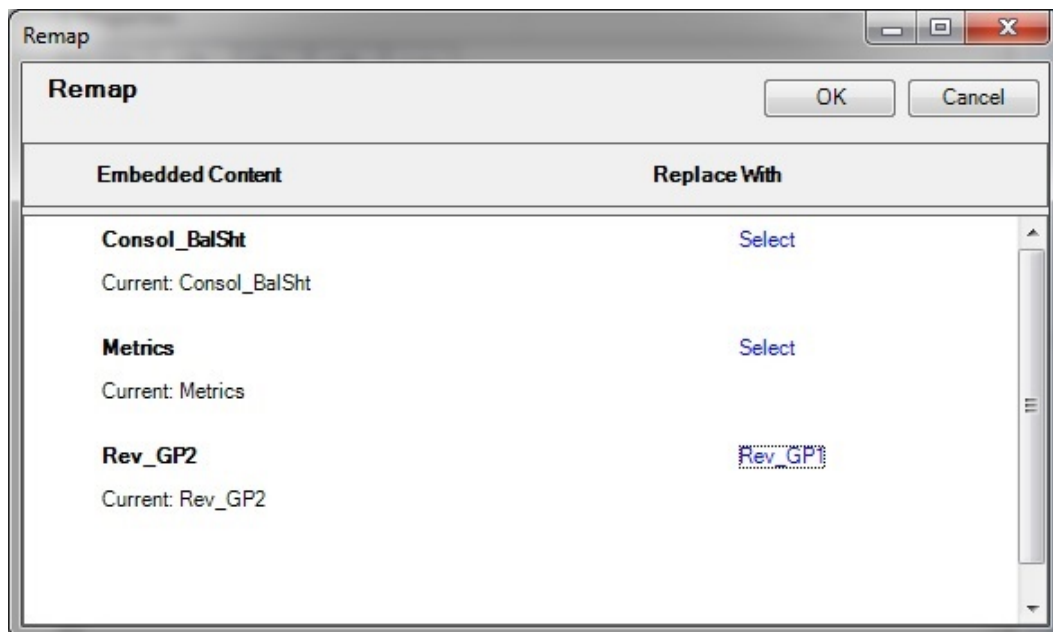 Remap
Remap
OK
Cancel
Embedded Content
Replace With
Consol_BalSht
Select
Current: Consol_BalSht
Metrics
Select
Current: Metrics
Rev_GP2
Rev_GP1
Current: Rev_GP2